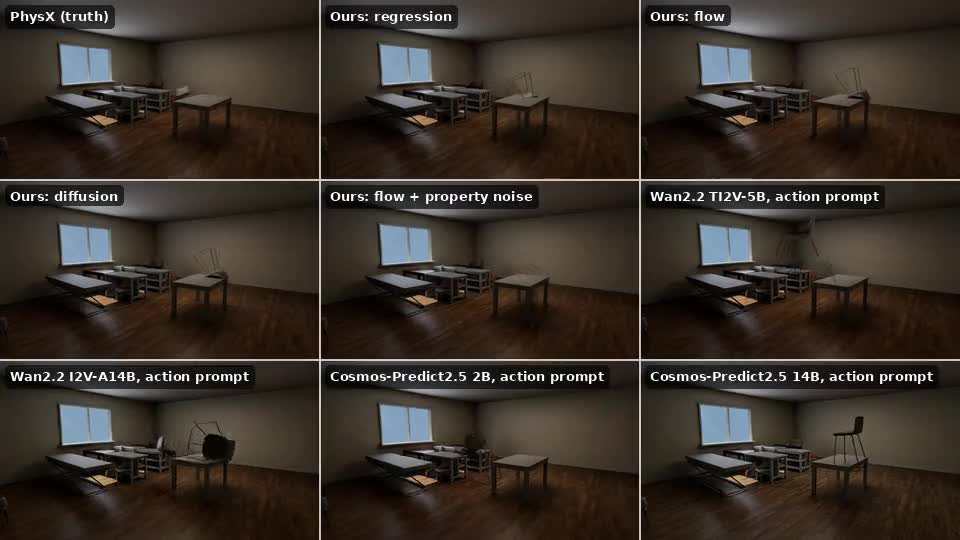 PhysX (truth)
Ours: regression
Ours: flow
Ours: diffusion
Ours: flow + property noise
Wan2.2 TI2V-5B, action prompt
Wan2.2 I2V-A14B, action prompt
Cosmos-Predict2.5 2B, action prompt
Cosmos-Predict2.5 14B, action prompt